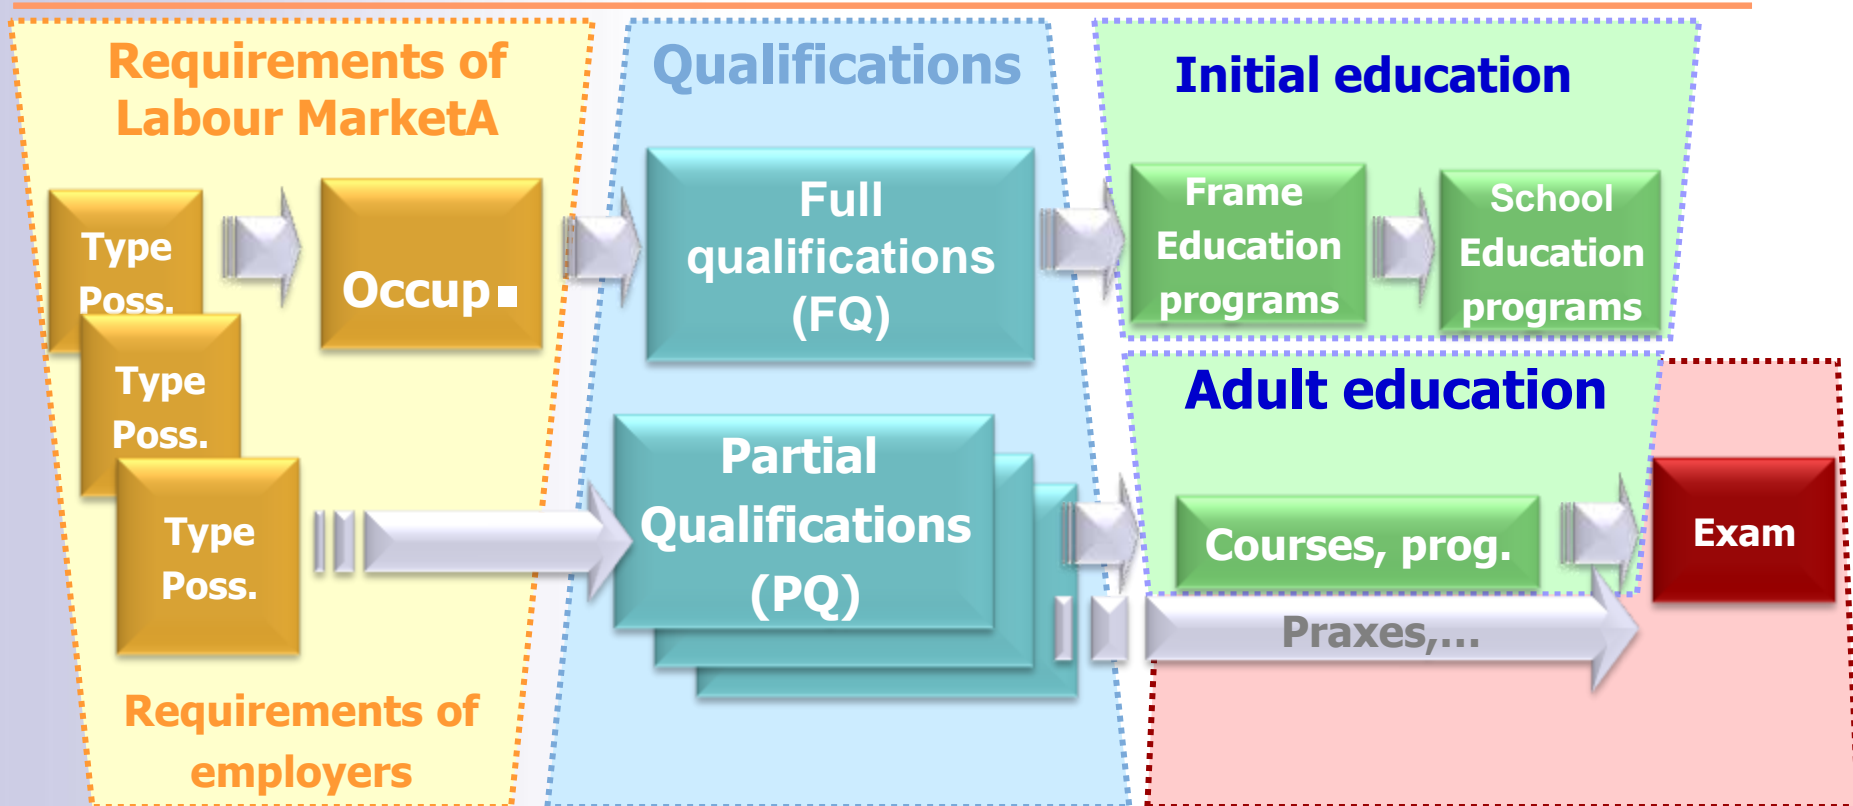 Requirements of
Labour MarketA
Type
Poss.
Type
Poss.
Type
Poss.
Occup.
Requirements of
employers
Qualifications
Full
qualifications
(FQ)
Partial
Qualifications
(PQ)
Initial education
Frame
Education
programs
School
Education
programs
Adult education
Courses, prog.
Praxes,...
Exam